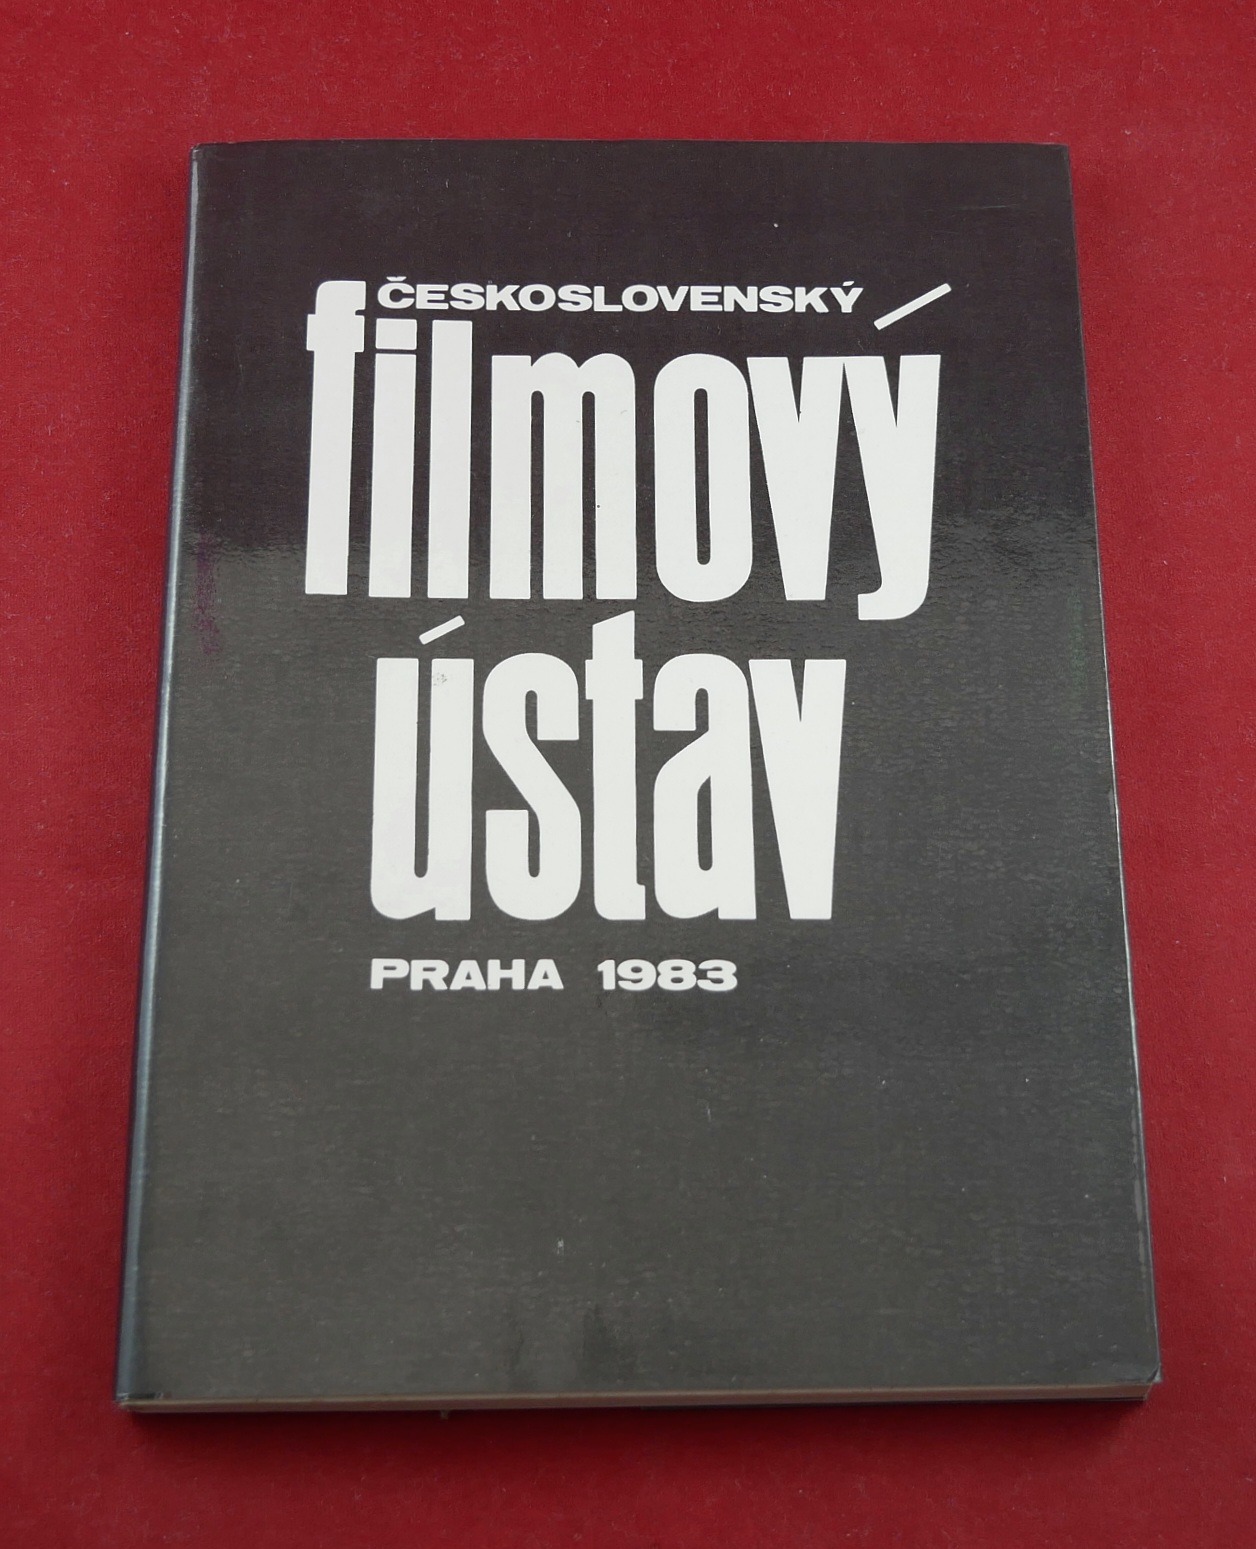 ČESKOSLOVENSKÝ
filmový
ústav
PRAHA 1983